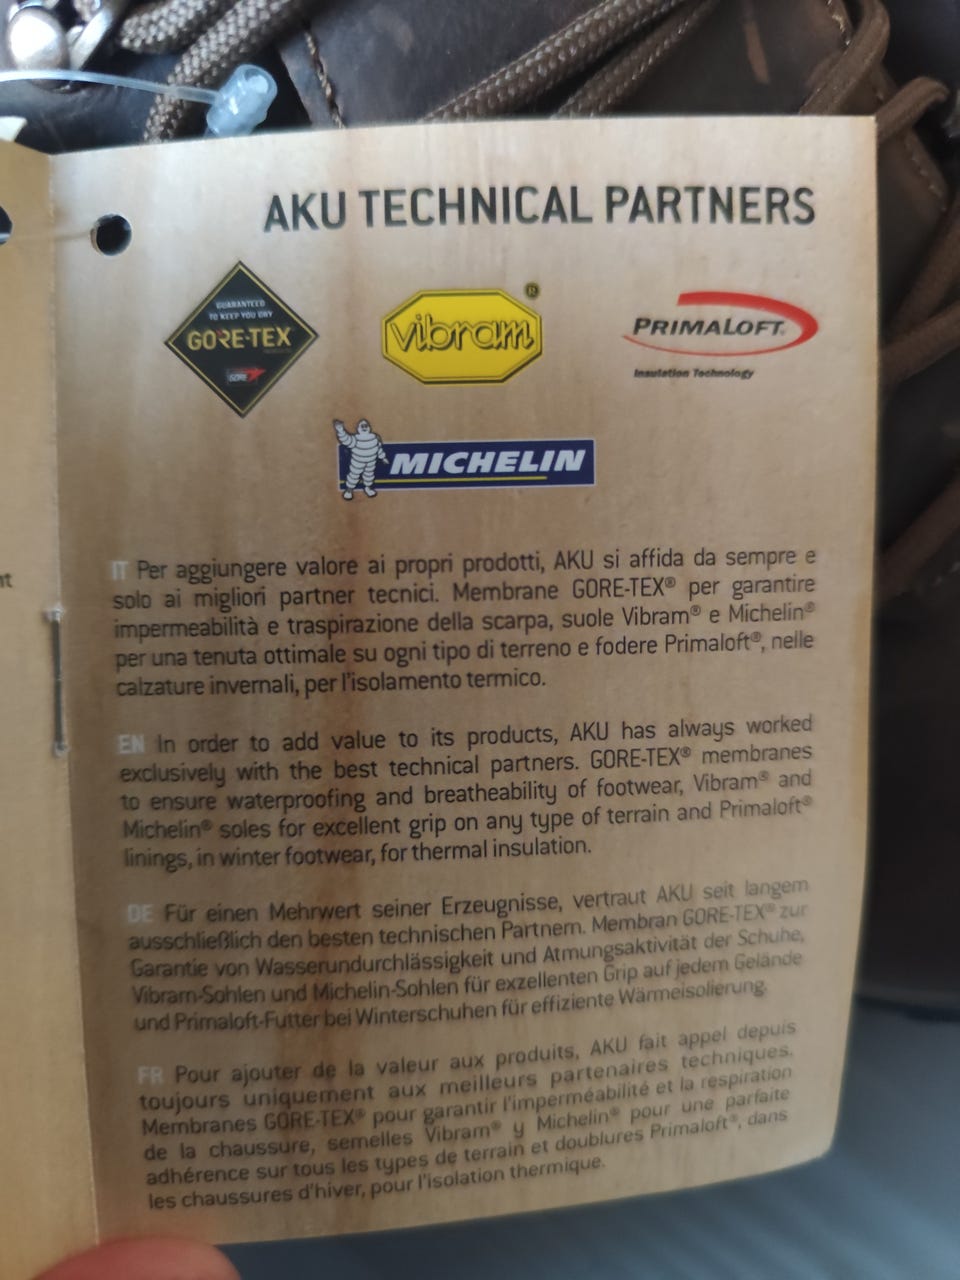 AKU TECHNICAL PARTNERS
GUARANTEED
TO KEEP YOU DRY
GORE-TEX
GORE
vibram®
PRIMALOFT
Insulation Technology
MICHELIN
IT Per aggiungere valore ai propri prodotti, AKU si affida da sempre e
solo ai migliori partner tecnici. Membrane GORE-TEX® per garantire
impermeabilità e traspirazione della scarpa, suole Vibram® e Michelin®
per una tenuta ottimale su ogni tipo di terreno e fodere Primaloft®, nelle
calzature invernali, per l'isolamento termico.
EN In order to add value to its products, AKU has always worked
exclusively with the best technical partners. GORE-TEX® membranes
to ensure waterproofing and breatheability of footwear, Vibram® and
Michelin® soles for excellent grip on any type of terrain and Primaloft®
linings, in winter footwear, for thermal insulation.
DE Für einen Mehrwert seiner Erzeugnisse, vertraut AKU seit langem
ausschließlich den besten technischen Partnern. Membran GORE-TEX® zur
Garantie von Wasserundurchlässigkeit und Atmungsaktivität der Schuhe,
Vibram-Sohlen und Michelin-Sohlen für exzellenten Grip auf jedem Gelände
und Primaloft-Futter bei Winterschuhen für effiziente Wärmeisolierung.
FR Pour ajouter de la valeur aux produits, AKU fait appel depuis
toujours uniquement aux meilleurs partenaires techniques.
Membranes GORE-TEX® pour garantir l'imperméabilité et la respiration
de la chaussure, semelles Vibram® y Michelin® pour une parfaite
adhérence sur tous les types de terrain et doublures Primaloft®, dans
les chaussures d'hiver, pour l'isolation thermique.